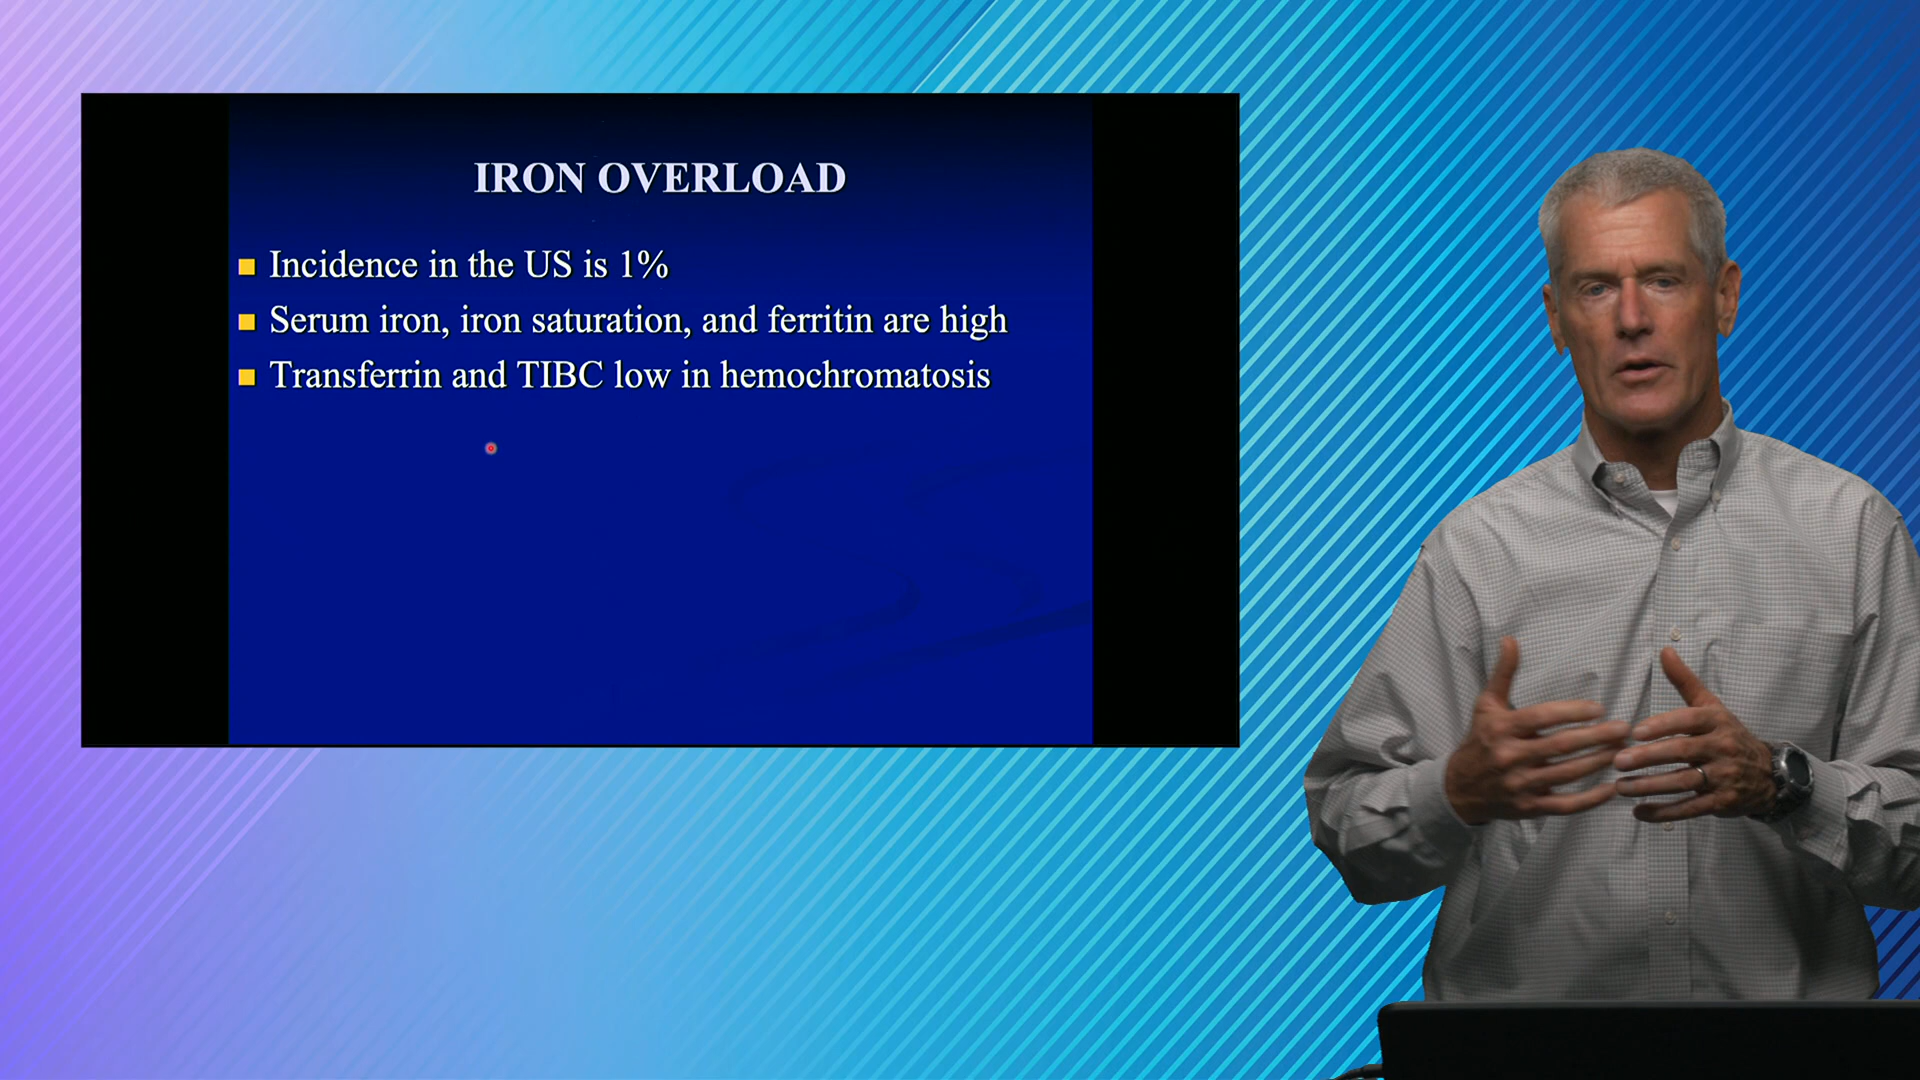 IRON OVERLOAD
Incidence in the US is 1%
Serum iron, iron saturation, and ferritin are high
Transferrin and TIBC low in hemochromatosis